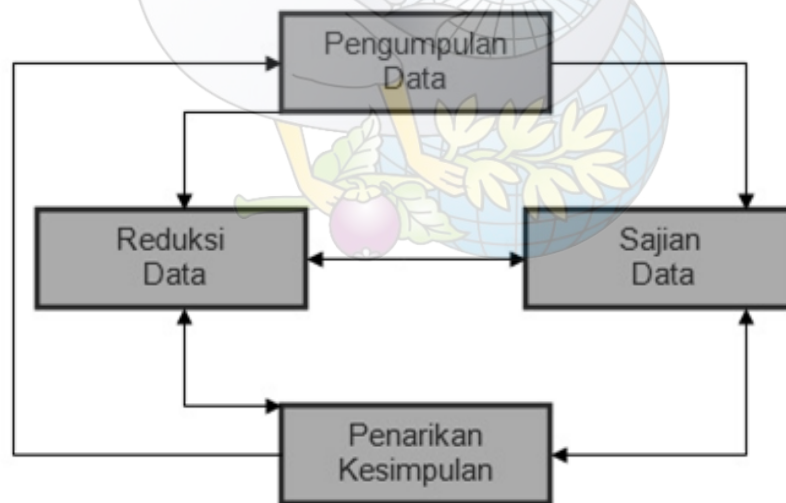 Pengumpulan
Data
Reduksi
Data
Sajian
Data
Penarikan
Kesimpulan